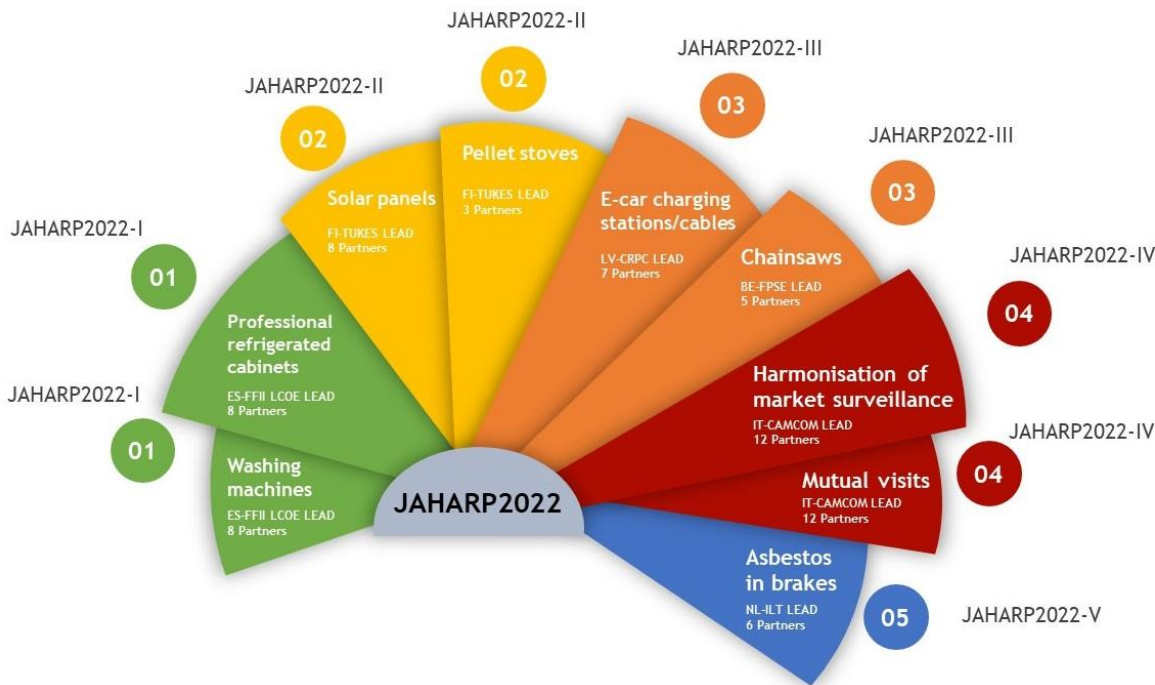 JAHARP2022-I
01
Washing
machines
ES-FFII LCOE LEAD
8 Partners
JAHARP2022-I
01
Professional
refrigerated
cabinets
ES-FFII LCOE LEAD
8 Partners
JAHARP2022-II
02
Solar panels
FI-TUKES LEAD
8 Partners
JAHARP2022-II
02
Pellet stoves
FI-TUKES LEAD
3 Partners
JAHARP2022-III
03
E-car charging
stations/cables
LV-CRPC LEAD
7 Partners
JAHARP2022-III
03
Chainsaws
BE-FPSE LEAD
5 Partners
JAHARP2022-IV
04
Harmonisation of
market surveillance
IT-CAMCOM LEAD
12 Partners
JAHARP2022-IV
04
Mutual visits
IT-CAMCOM LEAD
12 Partners
JAHARP2022-V
05
Asbestos
in brakes
NL-ILT LEAD
6 Partners
JAHARP2022